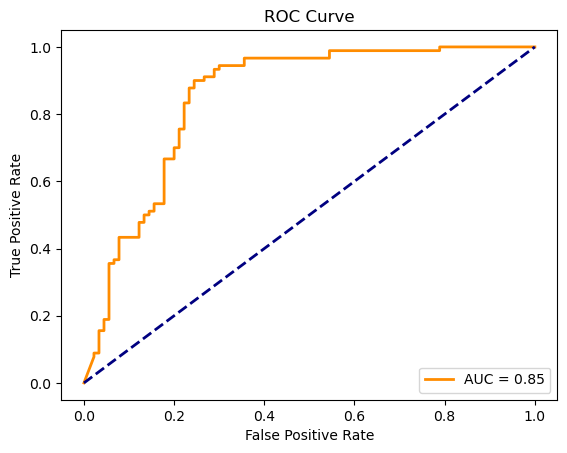 ROC Curve
True Positive Rate
1.0
0.8
0.6
0.4
0.2
0.0
0.0 0.2 0.4 0.6 0.8 1.0
False Positive Rate
AUC = 0.85